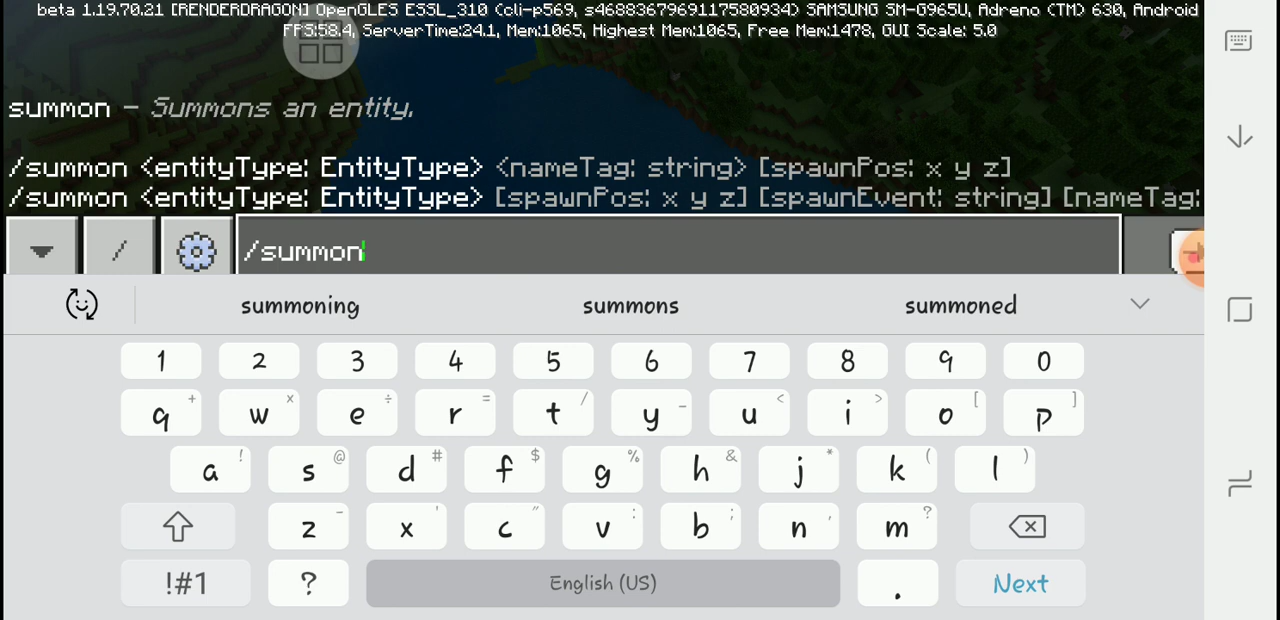 beta 1.19.70.21 [RENDERDRAGON] OpenGLES ESSL_310 (cli-p569, s4688367969117580934) SAMSUNG SM-G965U, Adreno (TM) 630, Android
FPS:58.4, ServerTime:24.1, Mem:1065, Highest Mem:1065, Free Mem:1478, GUI Scale: 5.0
summon – Summons an entity.
/summon <entityType: EntityType> <nameTag: string> [spawnPos: x y z]
/summon <entityType: EntityType> [spawnPos: x y z] [spawnEvent: string] [nameTag:
/ /summon
summoning summons summoned
1 2 3 4 5 6 7 8 9 0
q + w × e ÷ r = t / y _ u < i > o [ p ]
a ! s @ d # f $ g % h & j * k ( l )
z - x ' c " v : b ; n , m ?
!#1 ? English (US) . Next